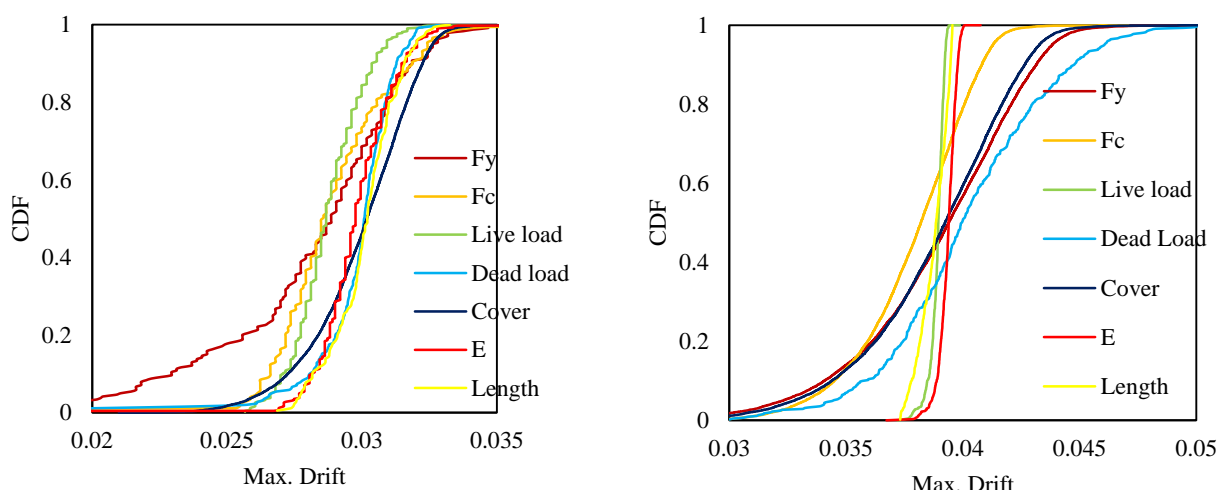 1
0.8
0.6
0.4
0.2
0
CDF
0.02
0.025
0.03
0.035
Max. Drift
Fy
Fc
Live load
Dead load
Cover
E
Length
1
0.8
0.6
0.4
0.2
0
CDF
0.03
0.035
0.04
0.045
0.05
Max. Drift
Fy
Fc
Live load
Dead Load
Cover
E
Length